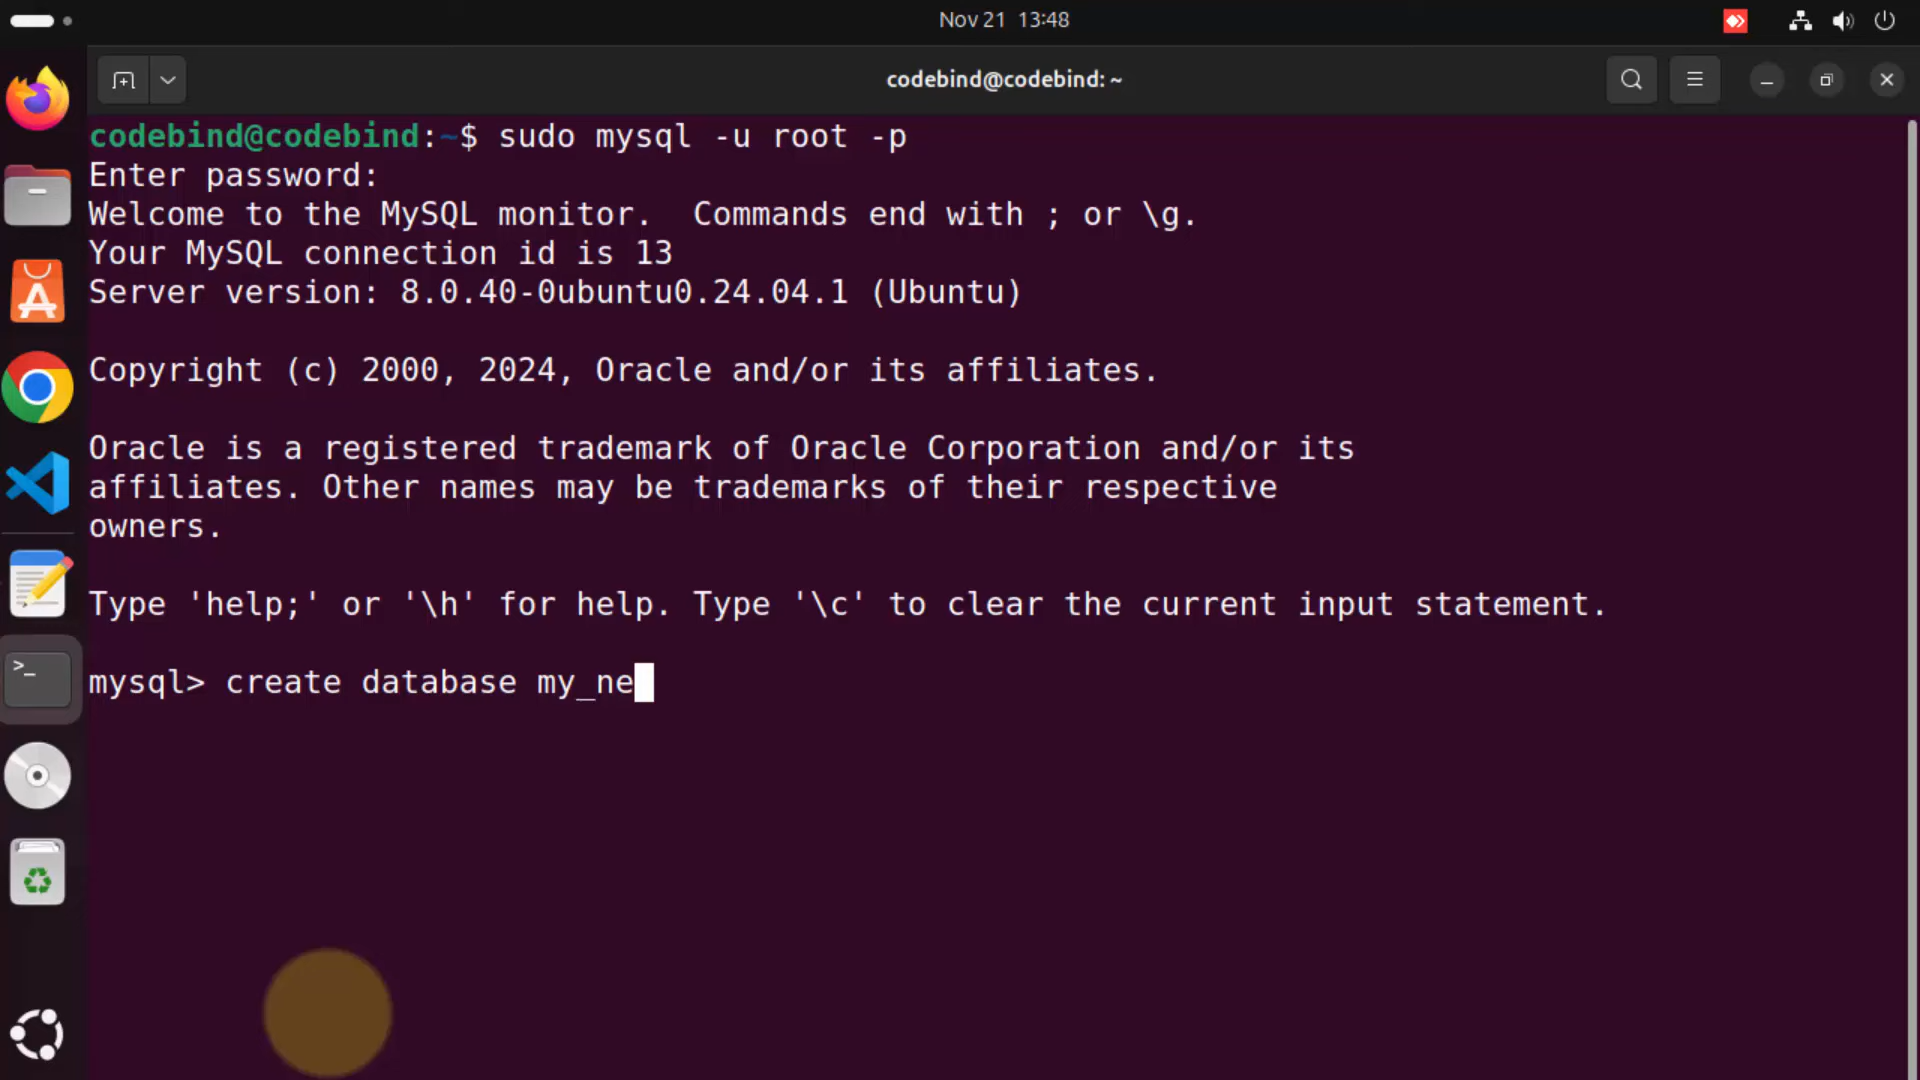 Nov 21 13:48
codebind@codebind: ~
codebind@codebind:~$ sudo mysql -u root -p
Enter password:
Welcome to the MySQL monitor.  Commands end with ; or \g.
Your MySQL connection id is 13
Server version: 8.0.40-0ubuntu0.24.04.1 (Ubuntu)
Copyright (c) 2000, 2024, Oracle and/or its affiliates.
Oracle is a registered trademark of Oracle Corporation and/or its
affiliates. Other names may be trademarks of their respective
owners.
Type 'help;' or '\h' for help. Type '\c' to clear the current input statement.
mysql> create database my_ne